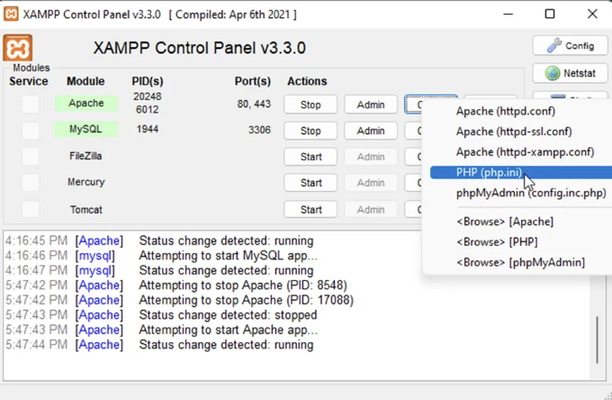 XAMPP Control Panel v3.3.0 [ Compiled: Apr 6th 2021 ]
XAMPP Control Panel v3.3.0
Config
Netstat
Modules
Service Module PID(s) Port(s) Actions
Apache 20248 6012 80, 443 Stop Admin
MySQL 1944 3306 Stop Admin
FileZilla Start Admin
Mercury Start Admin
Tomcat Start Admin
Apache (httpd.conf)
Apache (httpd-ssl.conf)
Apache (httpd-xampp.conf)
PHP (php.ini)
phpMyAdmin (config.inc.php)
<Browse> [Apache]
<Browse> [PHP]
<Browse> [phpMyAdmin]
4:16:45 PM [Apache] Status change detected: running
4:16:46 PM [mysql] Attempting to start MySQL app...
4:16:47 PM [mysql] Status change detected: running
5:47:42 PM [Apache] Attempting to stop Apache (PID: 8548)
5:47:42 PM [Apache] Attempting to stop Apache (PID: 17088)
5:47:43 PM [Apache] Status change detected: stopped
5:47:43 PM [Apache] Attempting to start Apache app...
5:47:44 PM [Apache] Status change detected: running